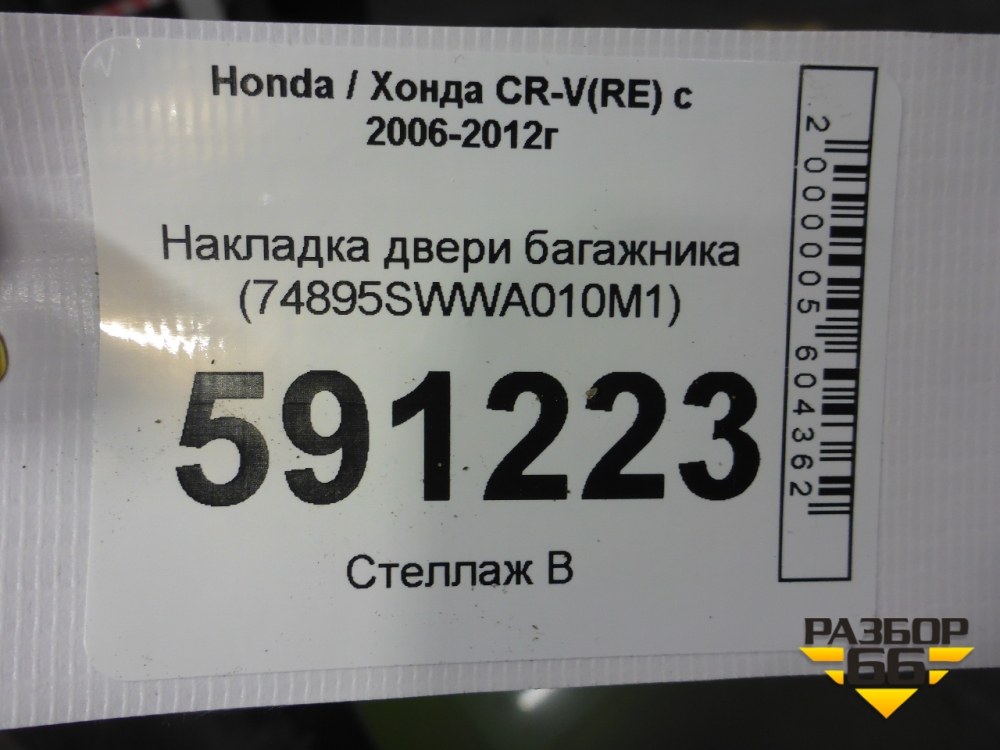 Honda / Хонда CR-V(RE) с
2006-2012г
Накладка двери багажника
(74895SWWA010M1)
591223
Стеллаж В
2000005604362
РАЗБОР
66